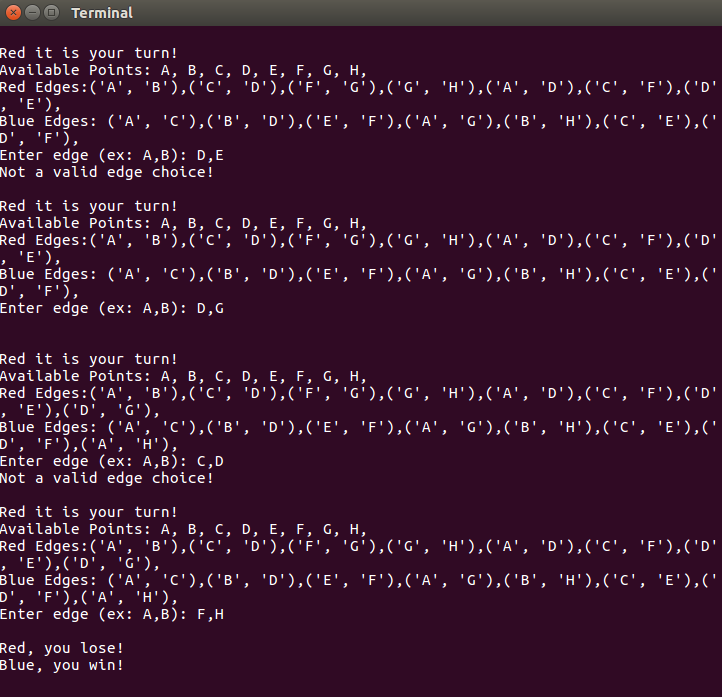 Terminal
Red it is your turn!
Available Points: A, B, C, D, E, F, G, H,
Red Edges:('A', 'B'),('C', 'D'),('F', 'G'),('G', 'H'),('A', 'D'),('C', 'F'),('D'
, 'E'),
Blue Edges: ('A', 'C'),('B', 'D'),('E', 'F'),('A', 'G'),('B', 'H'),('C', 'E'),('
D', 'F'),
Enter edge (ex: A,B): D,E
Not a valid edge choice!
Red it is your turn!
Available Points: A, B, C, D, E, F, G, H,
Red Edges:('A', 'B'),('C', 'D'),('F', 'G'),('G', 'H'),('A', 'D'),('C', 'F'),('D'
, 'E'),
Blue Edges: ('A', 'C'),('B', 'D'),('E', 'F'),('A', 'G'),('B', 'H'),('C', 'E'),('
D', 'F'),
Enter edge (ex: A,B): D,G
Red it is your turn!
Available Points: A, B, C, D, E, F, G, H,
Red Edges:('A', 'B'),('C', 'D'),('F', 'G'),('G', 'H'),('A', 'D'),('C', 'F'),('D'
, 'E'),('D', 'G'),
Blue Edges: ('A', 'C'),('B', 'D'),('E', 'F'),('A', 'G'),('B', 'H'),('C', 'E'),('
D', 'F'),('A', 'H'),
Enter edge (ex: A,B): C,D
Not a valid edge choice!
Red it is your turn!
Available Points: A, B, C, D, E, F, G, H,
Red Edges:('A', 'B'),('C', 'D'),('F', 'G'),('G', 'H'),('A', 'D'),('C', 'F'),('D'
, 'E'),('D', 'G'),
Blue Edges: ('A', 'C'),('B', 'D'),('E', 'F'),('A', 'G'),('B', 'H'),('C', 'E'),('
D', 'F'),('A', 'H'),
Enter edge (ex: A,B): F,H
Red, you lose!
Blue, you win!